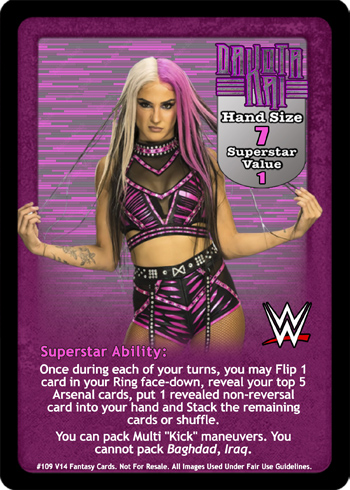 DAKOTA
KAI
Hand Size
7
Superstar
Value
1
W
Superstar Ability:
Once during each of your turns, you may Flip 1
card in your Ring face-down, reveal your top 5
Arsenal cards, put 1 revealed non-reversal
card into your hand and Stack the remaining
cards or shuffle.
You can pack Multi "Kick" maneuvers. You
cannot pack Baghdad, Iraq.
#109 V14 Fantasy Cards. Not For Resale. All Images Used Under Fair Use Guidelines.